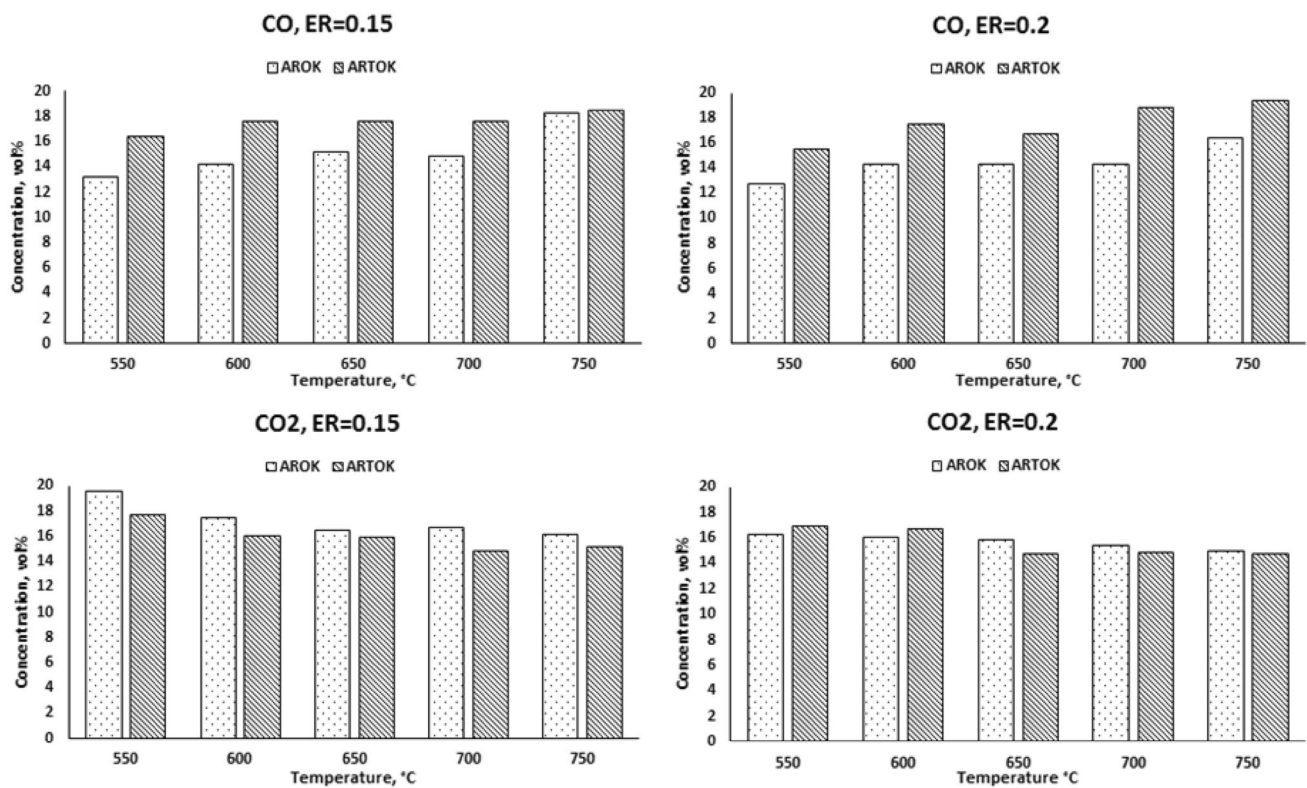 CO, ER=0.15
AROK ARTOK
Concentration, vol%
20
18
16
14
12
10
8
6
4
2
0
550 600 650 700 750
Temperature, °C
CO, ER=0.2
AROK ARTOK
Concentration, vol%
20
18
16
14
12
10
8
6
4
2
0
550 600 650 700 750
Temperature, °C
CO2, ER=0.15
AROK ARTOK
Concentration, vol%
20
18
16
14
12
10
8
6
4
2
0
550 600 650 700 750
Temperature, °C
CO2, ER=0.2
AROK ARTOK
Concentration, vol%
20
18
16
14
12
10
8
6
4
2
0
550 600 650 700 750
Temperature °C